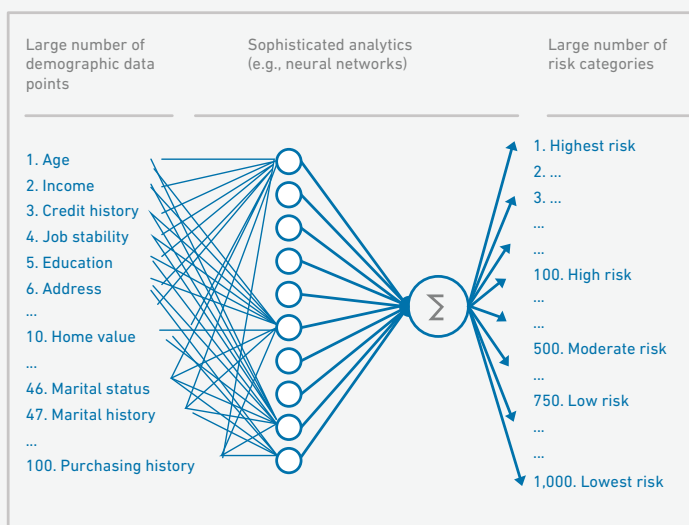 Large number of
demographic data
points
Sophisticated analytics
(e.g., neural networks)
Large number of
risk categories
1. Age
2. Income
3. Credit history
4. Job stability
5. Education
6. Address
...
10. Home value
...
46. Marital status
47. Marital history
...
100. Purchasing history
Σ
1. Highest risk
2. ...
3. ...
...
...
100. High risk
...
...
500. Moderate risk
...
750. Low risk
...
...
1,000. Lowest risk